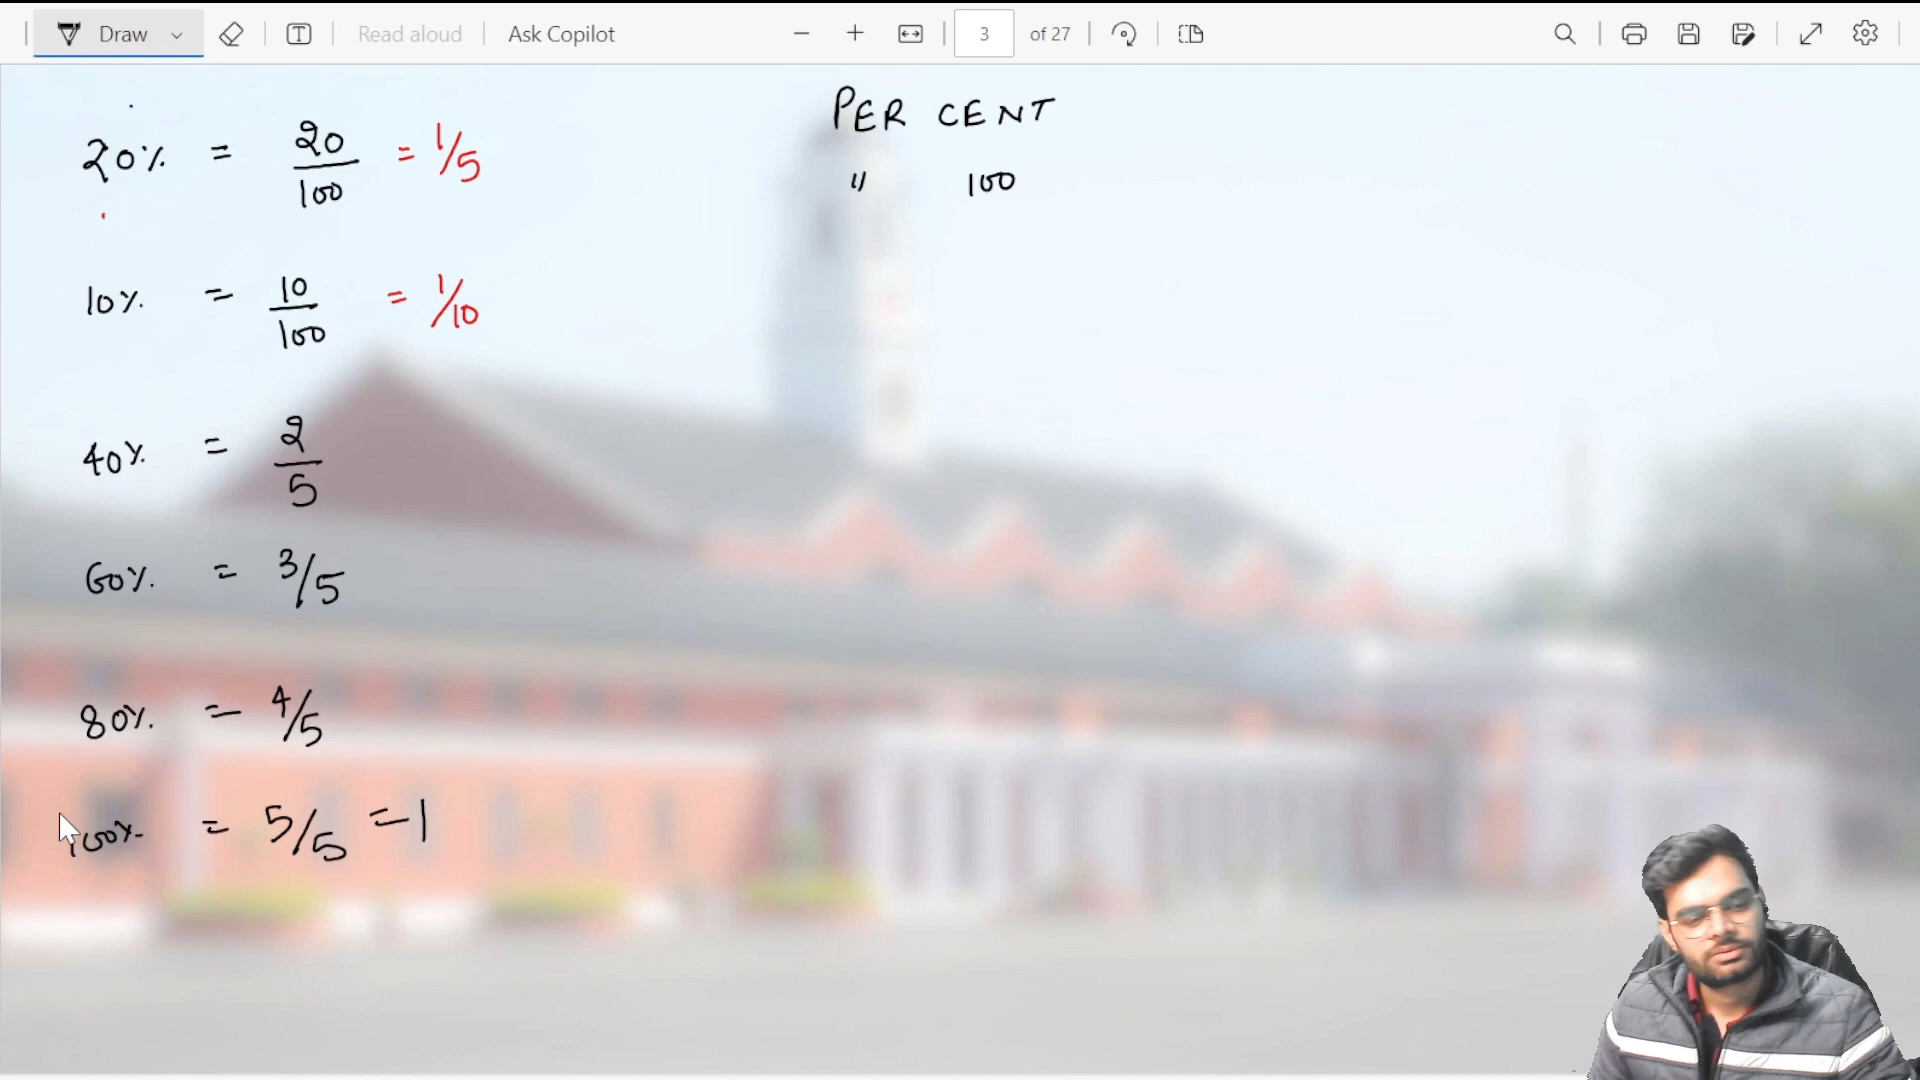 Draw Read aloud Ask Copilot 3 of 27
PER CENT
" 100
20% = 20/100 = 1/5
10% = 10/100 = 1/10
40% = 2/5
60% = 3/5
80% = 4/5
100% = 5/5 = 1